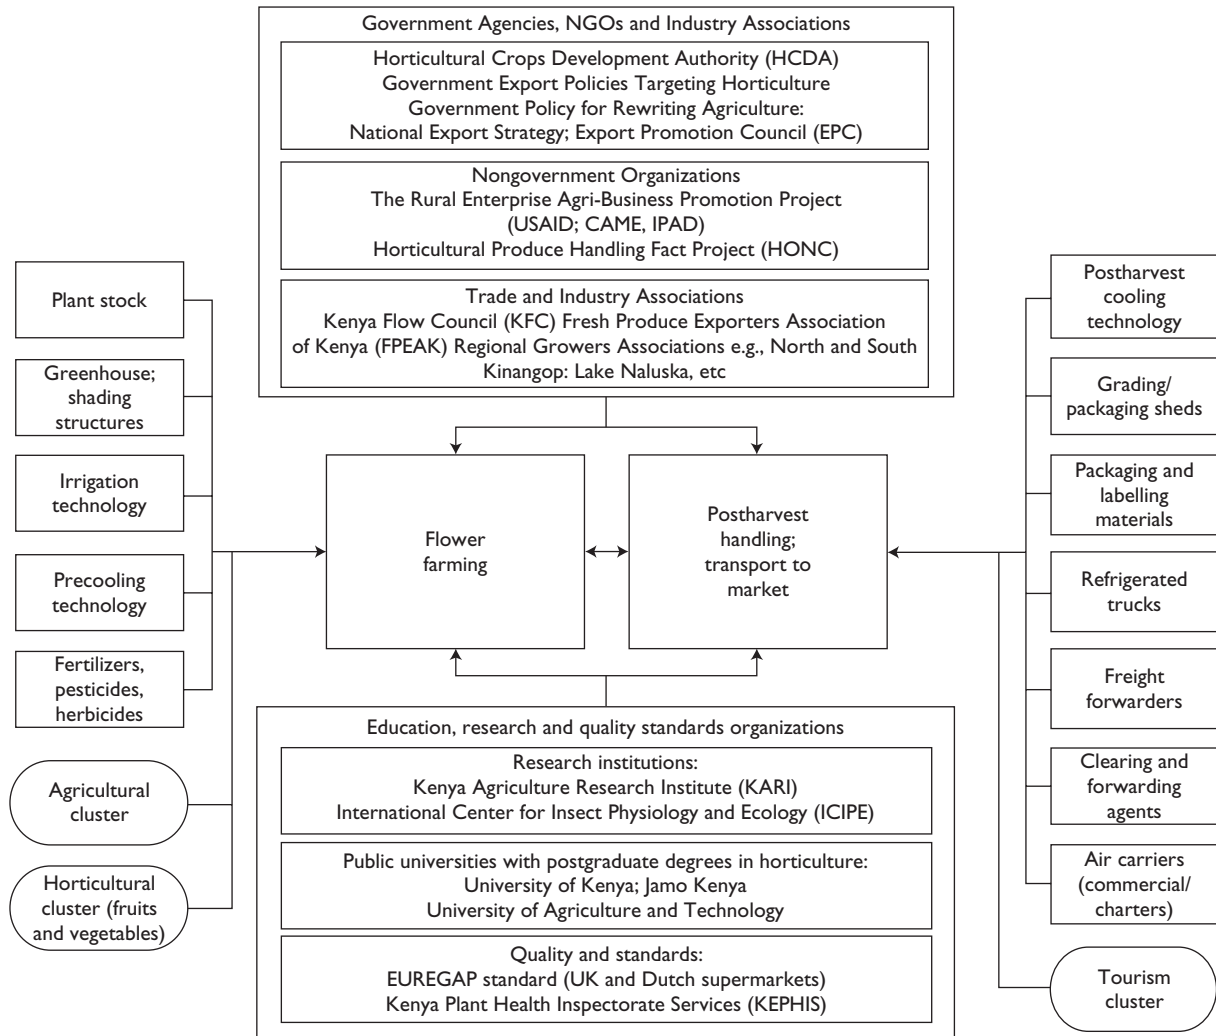 Government Agencies, NGOs and Industry Associations
Horticultural Crops Development Authority (HCDA)
Government Export Policies Targeting Horticulture
Government Policy for Rewriting Agriculture:
National Export Strategy; Export Promotion Council (EPC)
Nongovernment Organizations
The Rural Enterprise Agri-Business Promotion Project
(USAID; CAME, IPAD)
Horticultural Produce Handling Fact Project (HONC)
Trade and Industry Associations
Kenya Flow Council (KFC) Fresh Produce Exporters Association
of Kenya (FPEAK) Regional Growers Associations e.g., North and South
Kinangop: Lake Naluska, etc
Plant stock
Greenhouse;
shading
structures
Irrigation
technology
Precooling
technology
Fertilizers,
pesticides,
herbicides
Agricultural
cluster
Horticultural
cluster (fruits
and vegetables)
Flower
farming
Postharvest
handling;
transport to
market
Postharvest
cooling
technology
Grading/
packaging sheds
Packaging and
labelling
materials
Refrigerated
trucks
Freight
forwarders
Clearing and
forwarding
agents
Air carriers
(commercial/
charters)
Tourism
cluster
Education, research and quality standards organizations
Research institutions:
Kenya Agriculture Research Institute (KARI)
International Center for Insect Physiology and Ecology (ICIPE)
Public universities with postgraduate degrees in horticulture:
University of Kenya; Jamo Kenya
University of Agriculture and Technology
Quality and standards:
EUREGAP standard (UK and Dutch supermarkets)
Kenya Plant Health Inspectorate Services (KEPHIS)